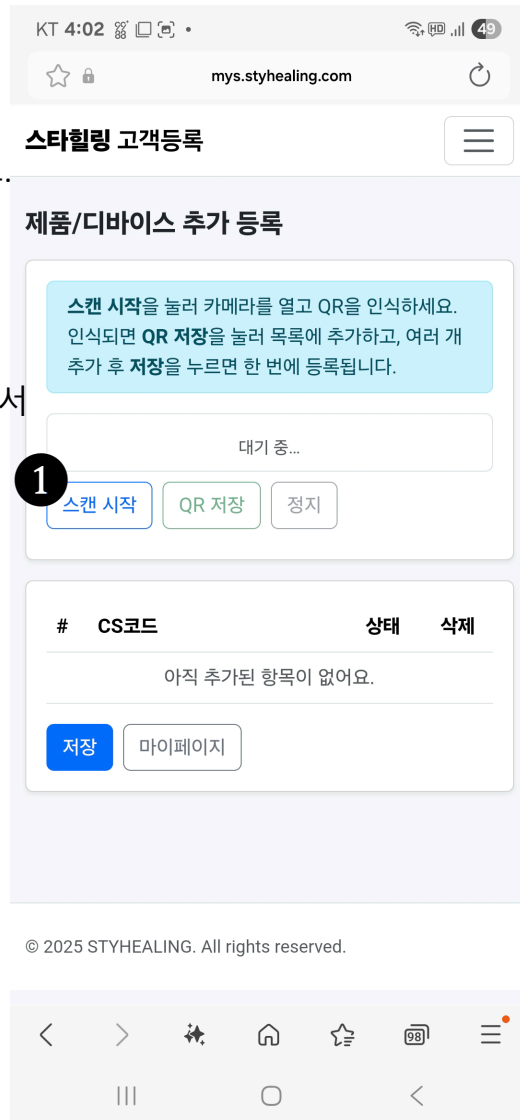 KT 4:02
HD
49
mys.styhealing.com
스타힐링 고객등록
제품/디바이스 추가 등록
스캔 시작을 눌러 카메라를 열고 QR을 인식하세요.
인식되면 QR 저장을 눌러 목록에 추가하고, 여러 개
추가 후 저장을 누르면 한 번에 등록됩니다.
서
대기 중...
1
스캔 시작 QR 저장 정지
# CS코드 상태 삭제
아직 추가된 항목이 없어요.
저장 마이페이지
© 2025 STYHEALING. All rights reserved.
98